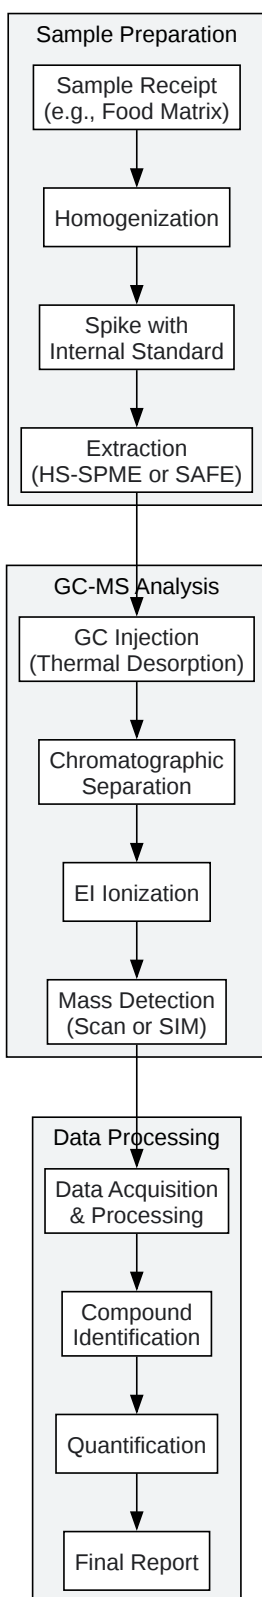 Sample Preparation
Sample Receipt
(e.g., Food Matrix)
Homogenization
Spike with
Internal Standard
Extraction
(HS-SPME or SAFE)
GC-MS Analysis
GC Injection
(Thermal Desorption)
Chromatographic
Separation
EI Ionization
Mass Detection
(Scan or SIM)
Data Processing
Data Acquisition
& Processing
Compound
Identification
Quantification
Final Report